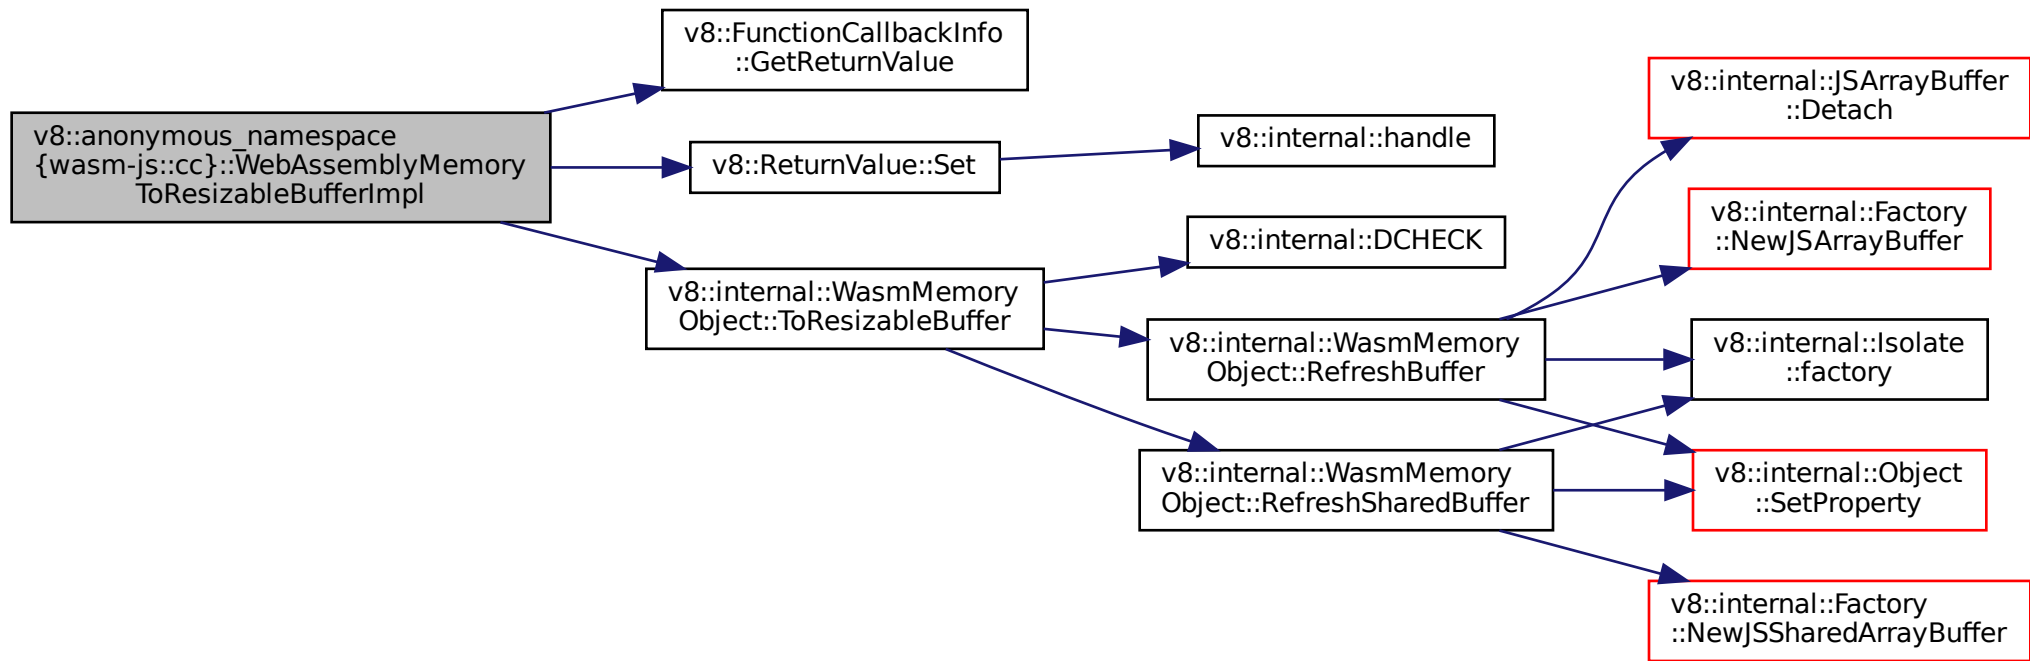 v8::anonymous_namespace
{wasm-js::cc}::WebAssemblyMemory
ToResizableBufferImpl
v8::FunctionCallbackInfo
::GetReturnValue
v8::ReturnValue::Set
v8::internal::handle
v8::internal::WasmMemory
Object::ToResizableBuffer
v8::internal::DCHECK
v8::internal::WasmMemory
Object::RefreshBuffer
v8::internal::WasmMemory
Object::RefreshSharedBuffer
v8::internal::JSArrayBuffer
::Detach
v8::internal::Factory
::NewJSArrayBuffer
v8::internal::Isolate
::factory
v8::internal::Object
::SetProperty
v8::internal::Factory
::NewJSSharedArrayBuffer